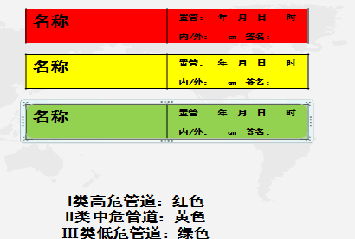 名称
置管: 年 月 日 时
内/外: cm 签名:
名称
置管: 年 月 日 时
内/外: cm 签名:
名称
置管: 年 月 日 时
内/外: cm 签名:
I类高危管道：红色
II类中危管道：黄色
III类低危管道：绿色